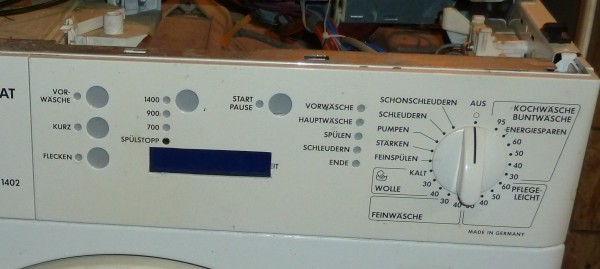 AT
1402
VOR-
WÄSCHE
KURZ
FLECKEN
1400
900
700
SPÜLSTOPP
START
PAUSE
VORWÄSCHE
HAUPTWÄSCHE
SPÜLEN
SCHLEUDERN
ENDE
SCHONSCHLEUDERN
SCHLEUDERN
PUMPEN
STÄRKEN
FEINSPÜLEN
KALT
WOLLE
FEINWÄSCHE
AUS
KOCHWÄSCHE
BUNTWÄSCHE
95
ENERGIESPAREN
60
50
40
30
60
50
40
30
40
40
30
PFLEGE-
LEICHT
MADE IN GERMANY